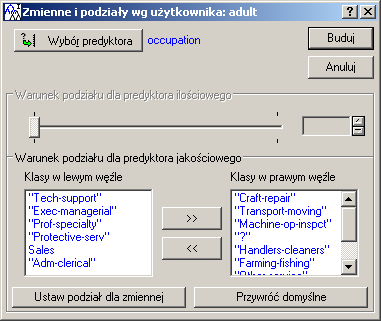 Zmienne i podziały wg użytkownika: adult
Wybór predyktora
occupation
Buduj
Anuluj
Warunek podziału dla predyktora ilościowego
Warunek podziału dla predyktora jakościowego
Klasy w lewym węźle
Klasy w prawym węźle
"Tech-support"
"Exec-managerial"
"Prof-specialty"
"Protective-serv"
Sales
"Adm-clerical"
>>
<<
"Craft-repair"
"Transport-moving"
"Machine-op-inspct"
"?"
"Handlers-cleaners"
"Farming-fishing"
"Other-service"
Ustaw podział dla zmiennej
Przywróć domyślne